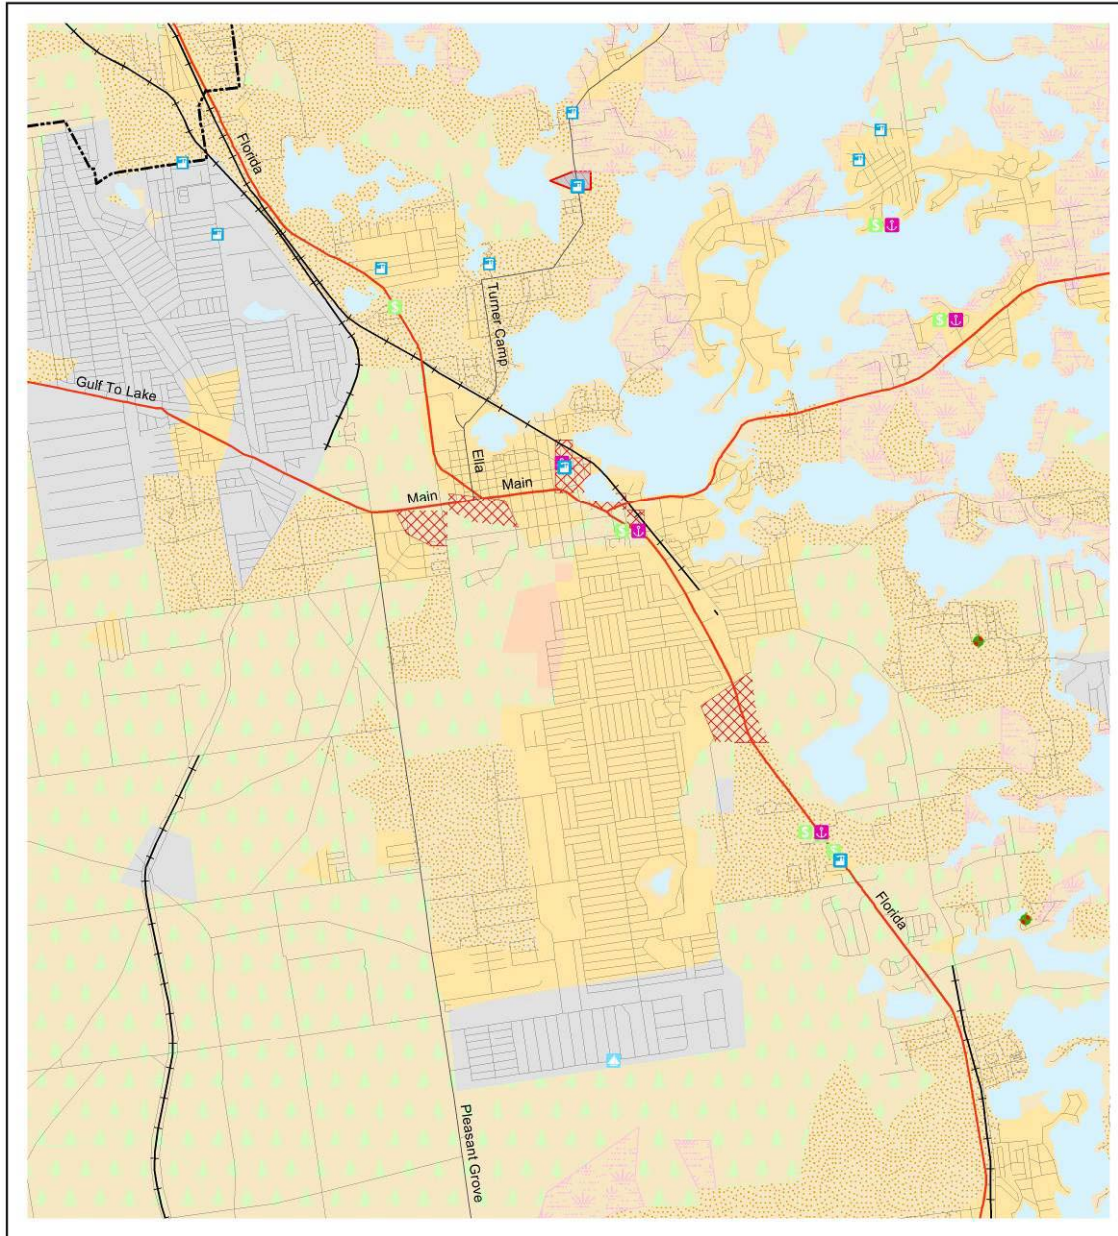 Florida
Turner Camp
Gulf To Lake
Ella
Main
Main
$
$
$
$
$
$
Florida
Pleasant Grove